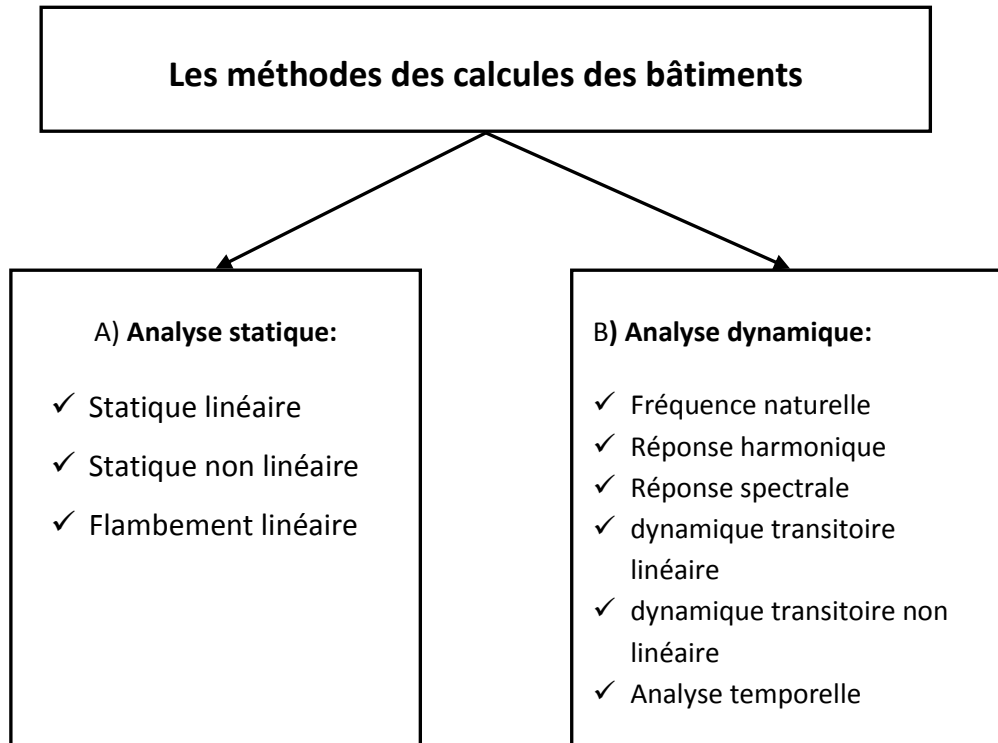 Les méthodes des calcules des bâtiments
A) Analyse statique:
✓ Statique linéaire
✓ Statique non linéaire
✓ Flambement linéaire
B) Analyse dynamique:
✓ Fréquence naturelle
✓ Réponse harmonique
✓ Réponse spectrale
✓ dynamique transitoire
linéaire
✓ dynamique transitoire non
linéaire
✓ Analyse temporelle